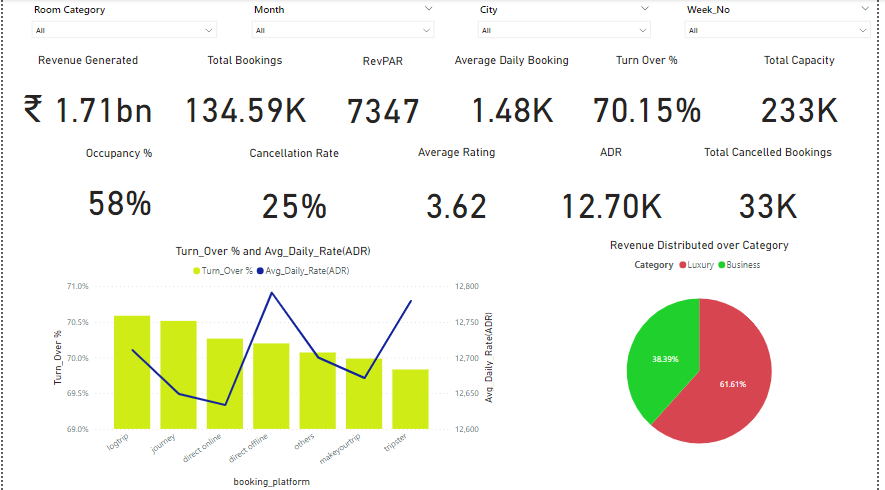 Room Category Month City Week_No
All All All All
Revenue Generated Total Bookings RevPAR Average Daily Booking Turn Over % Total Capacity
₹ 1.71bn 134.59K 7347 1.48K 70.15% 233K
Occupancy % Cancellation Rate Average Rating ADR Total Cancelled Bookings
58% 25% 3.62 12.70K 33K
Turn_Over % and Avg_Daily_Rate(ADR)
Turn_Over % Avg_Daily_Rate(ADR)
71.0%
70.5%
70.0%
69.5%
69.0%
Turn_Over %
12,800
12,750
12,700
12,650
12,600
Avg_Daily_Rate(ADR)
logtrip journey direct online direct offline others makeyourtrip tripster
booking_platform
Revenue Distributed over Category
Category Luxury Business
38.39%
61.61%